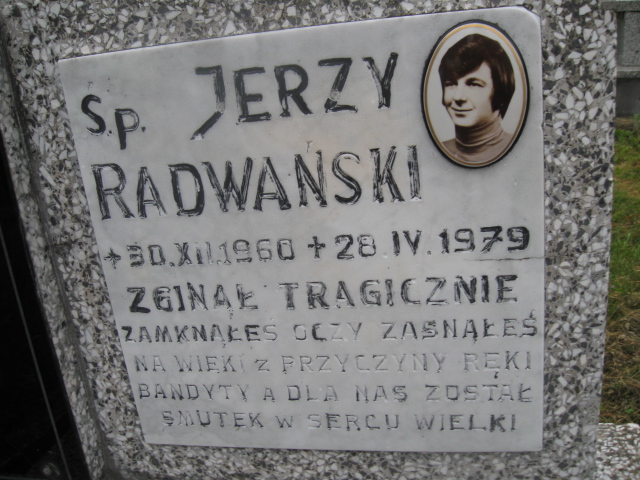 Ś.P. JERZY
RADWAŃSKI
+30.XII.1960 +28.IV.1979
ZGINĄŁ TRAGICZNIE
ZAMKNĄŁEŚ OCZY ZASNĄŁEŚ
NA WIEKI Z PRZYCZYNY RĘKI
BANDYTY A DLA NAS ZOSTAŁ
SMUTEK W SERCU WIELKI